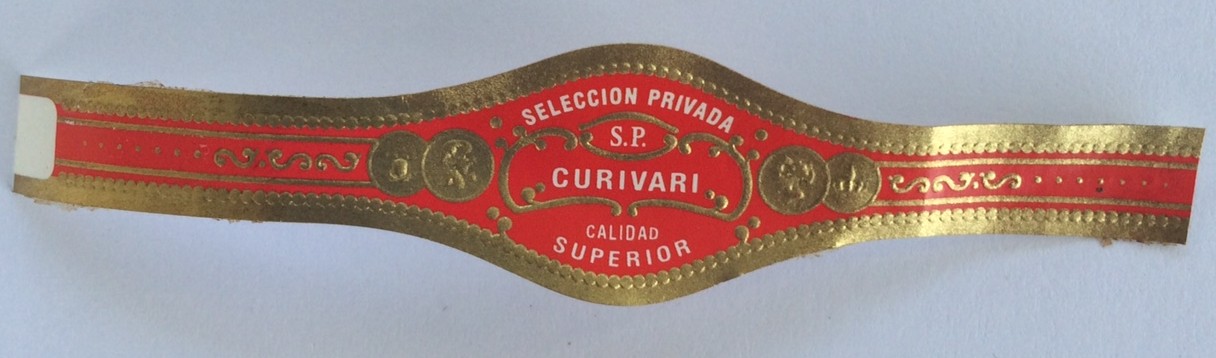 SELECCION PRIVADA
S.P.
CURIVARI
CALIDAD
SUPERIOR